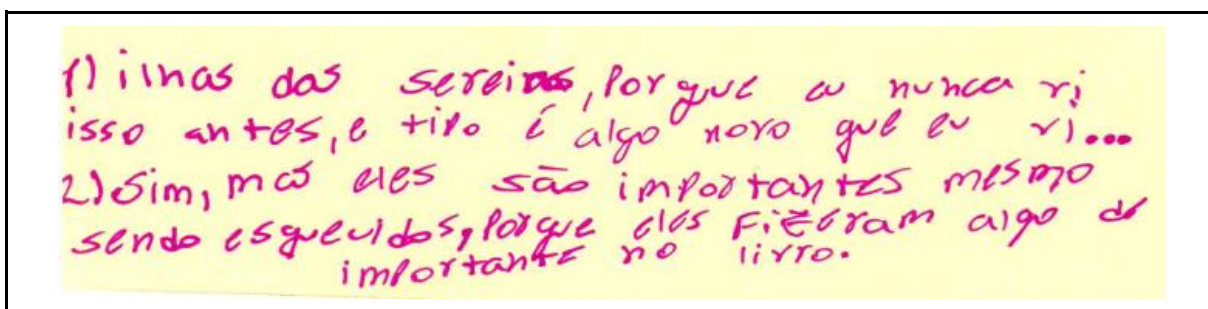 1) ilhas das sereias, Porque eu nunca vi
isso antes, e tipo é algo novo que eu vi...
2) Sim, mas eles são importantes mesmo
sendo esquecidos, Porque eles Fizeram algo de
importante no livro.